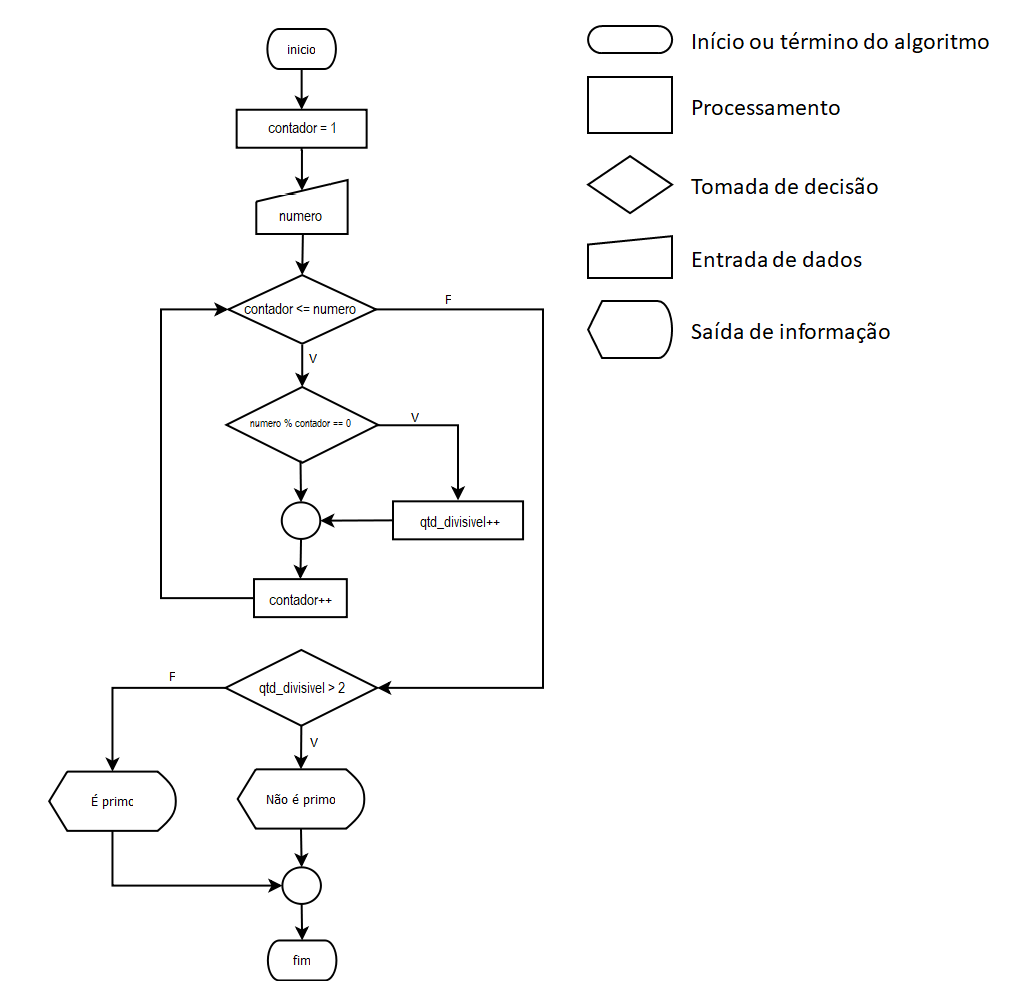 inicio
contador = 1
numero
contador <= numero
F
V
numero % contador == 0
V
qtd_divisivel++
contador++
qtd_divisivel > 2
F
V
É primo
Não é primo
fim
Início ou término do algoritmo
Processamento
Tomada de decisão
Entrada de dados
Saída de informação